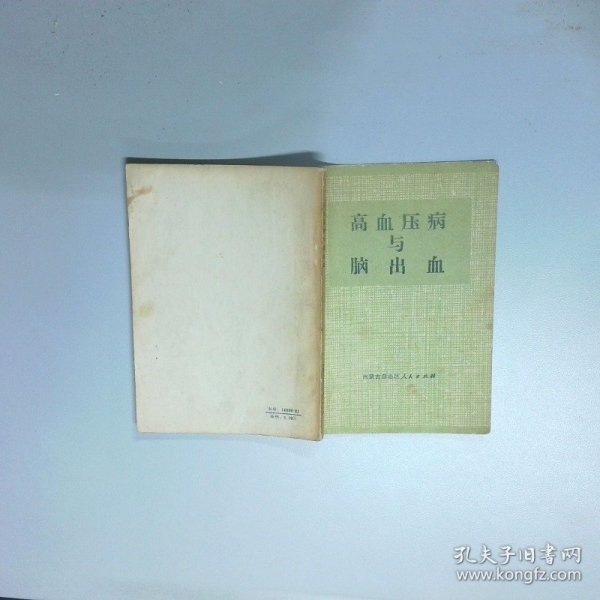 高血压病
与
脑出血
内蒙古自治区人民出版社
孔夫子旧书网
www.kongfz.com